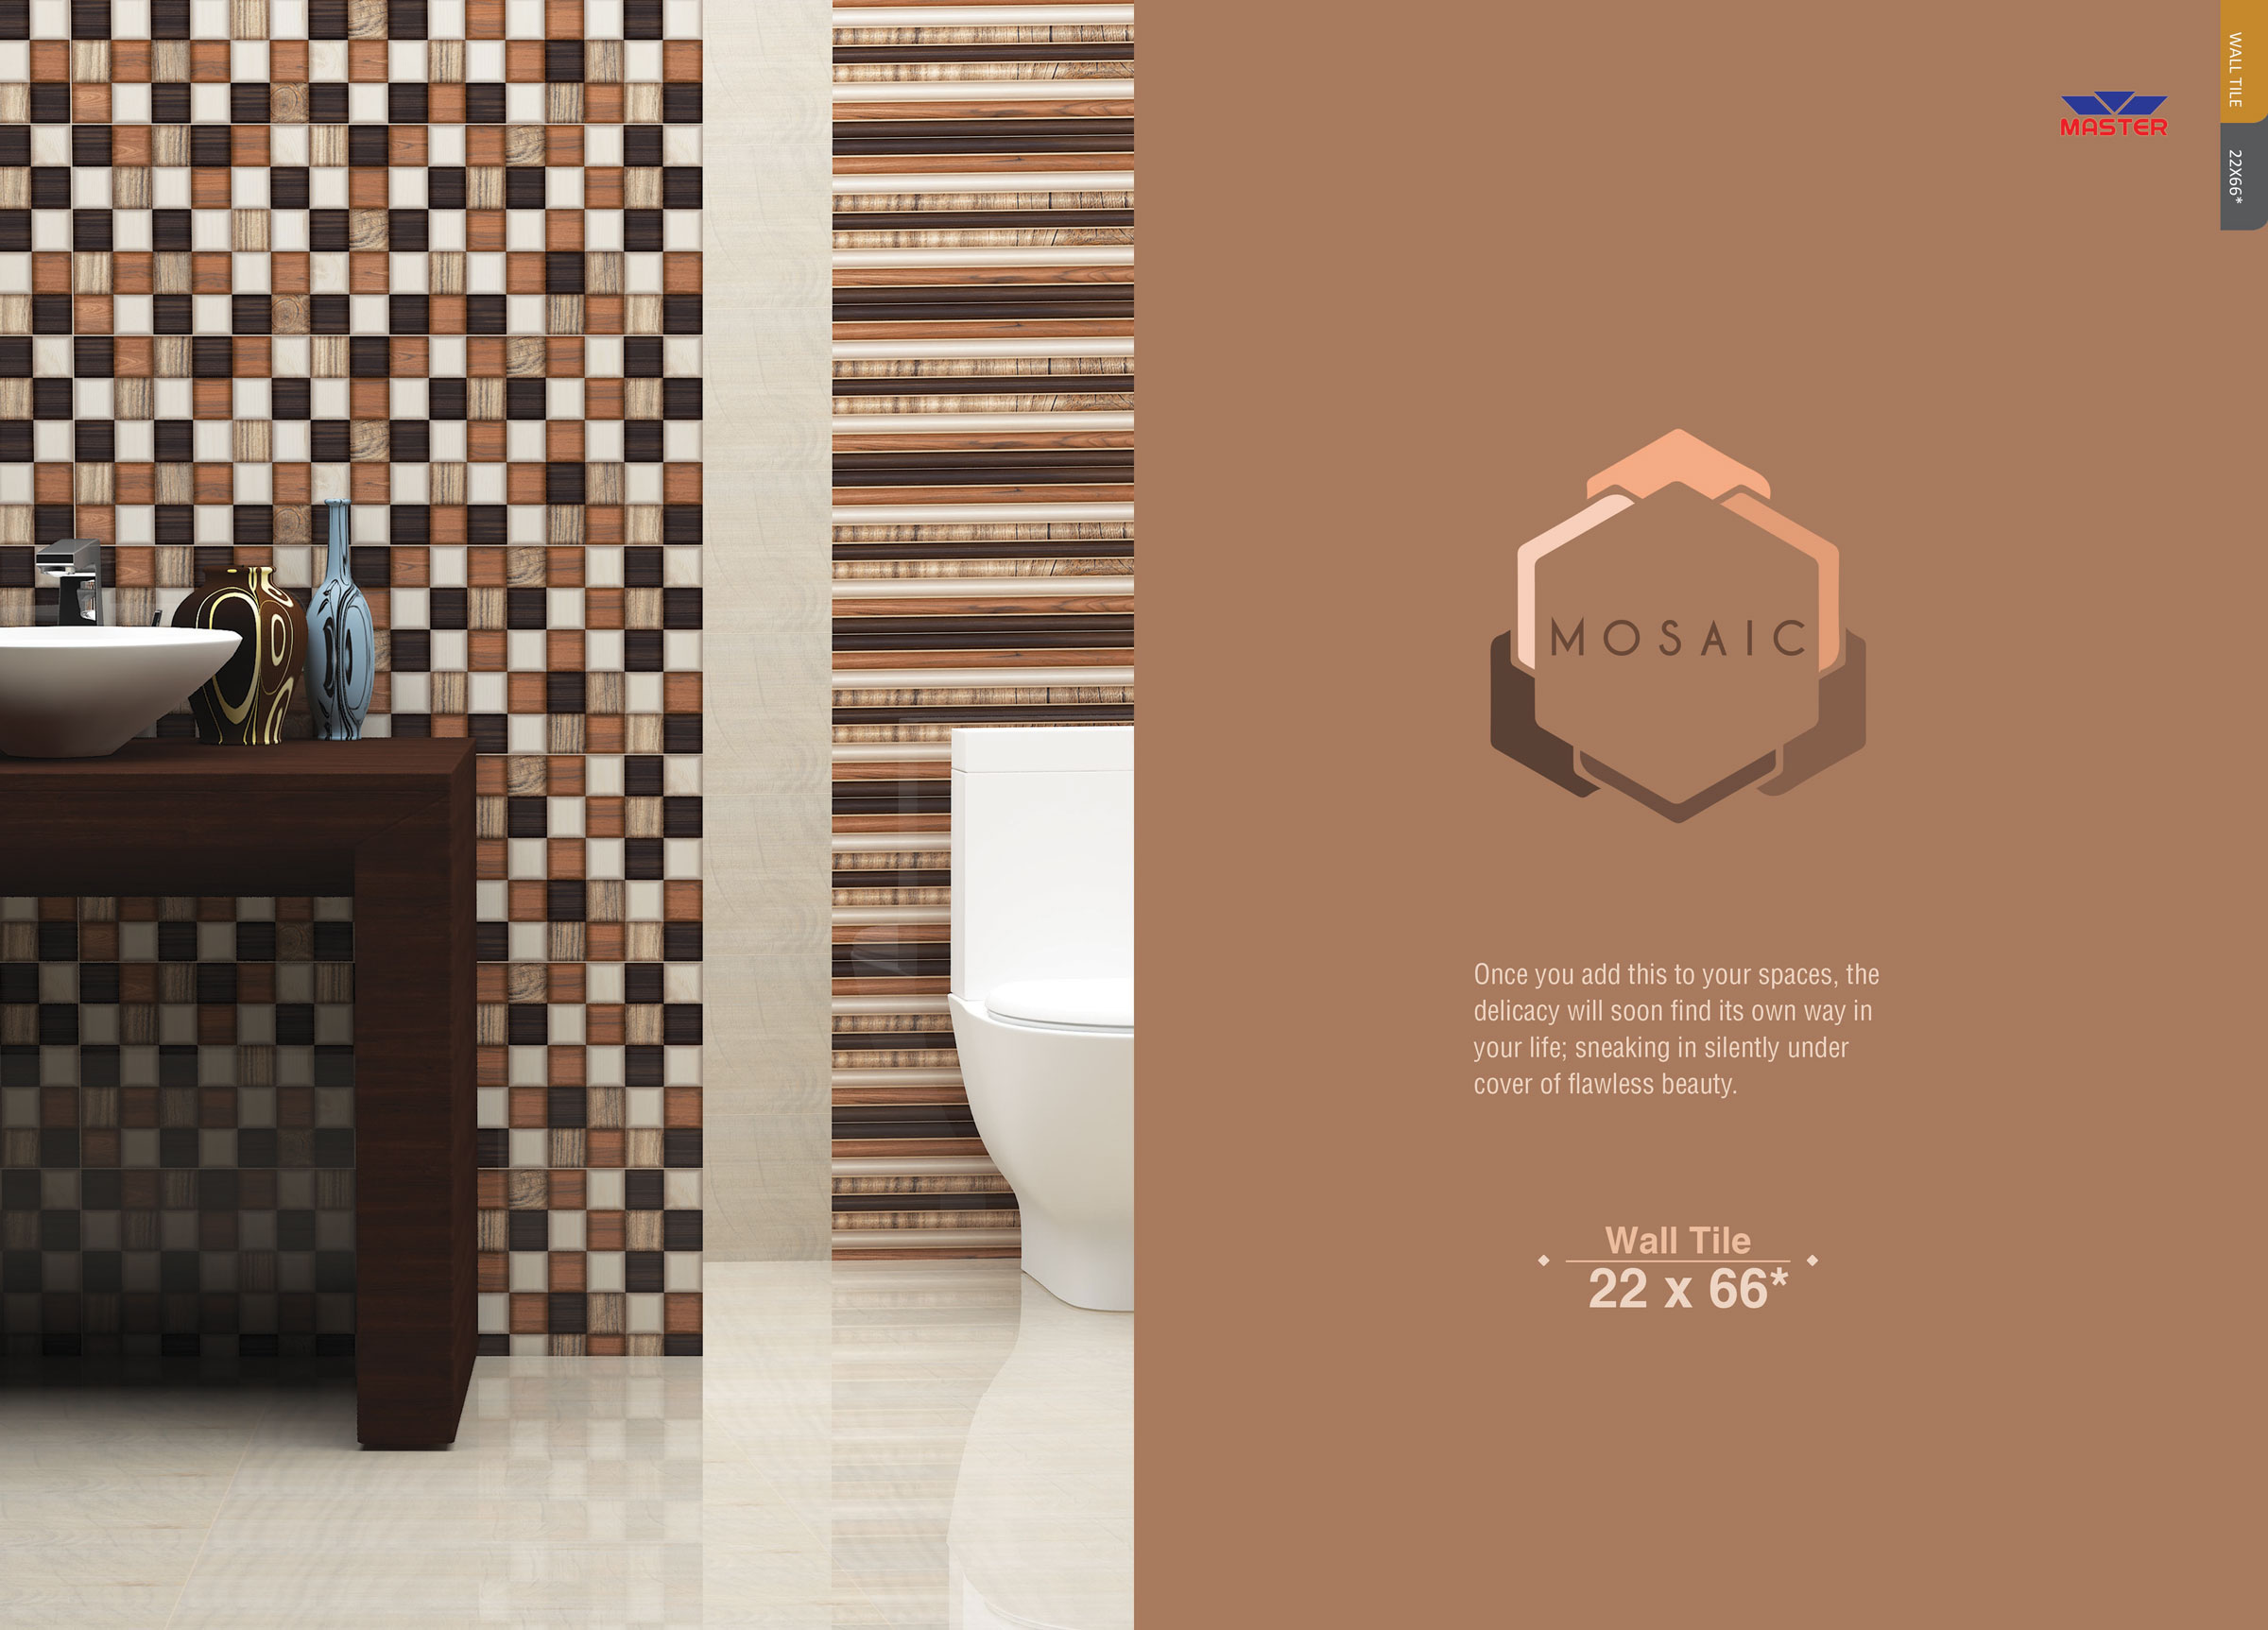 WALL TILE
22X66*
MASTER
MOSAIC
Once you add this to your spaces, the
delicacy will soon find its own way in
your life; sneaking in silently under
cover of flawless beauty.
Wall Tile
22 x 66*